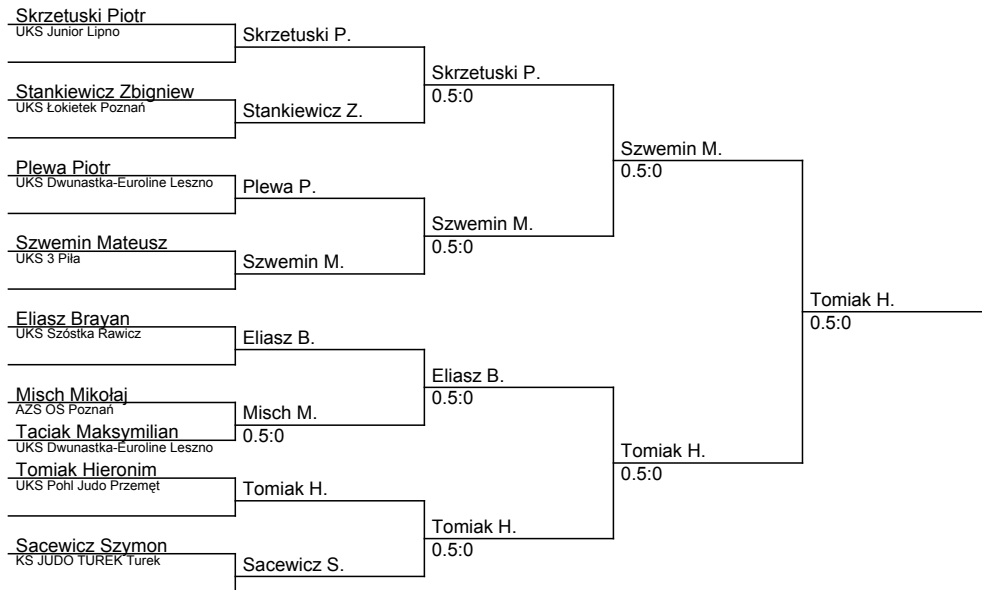 Skrzetuski Piotr
UKS Junior Lipno
Skrzetuski P.
Skrzetuski P.
0.5:0
Stankiewicz Zbigniew
UKS Łokietek Poznań
Stankiewicz Z.
Szwemin M.
0.5:0
Plewa Piotr
UKS Dwunastka-Euroline Leszno
Plewa P.
Szwemin M.
0.5:0
Szwemin Mateusz
UKS 3 Piła
Szwemin M.
Tomiak H.
0.5:0
Eliasz Brayan
UKS Szóstka Rawicz
Eliasz B.
Eliasz B.
0.5:0
Misch Mikołaj
AZS OŚ Poznań
Misch M.
0.5:0
Taciak Maksymilian
UKS Dwunastka-Euroline Leszno
Tomiak H.
0.5:0
Tomiak Hieronim
UKS Pohl Judo Przemęt
Tomiak H.
Tomiak H.
0.5:0
Sacewicz Szymon
KS JUDO TUREK Turek
Sacewicz S.